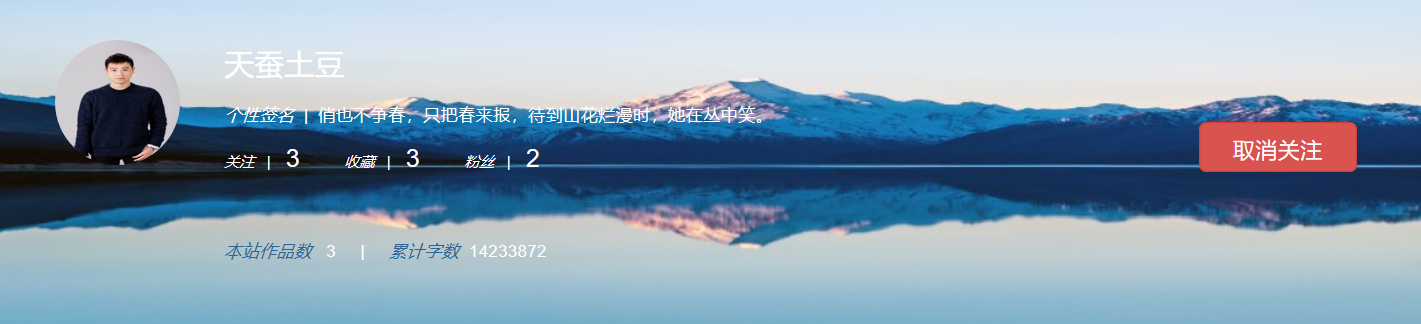 天蚕土豆
个性签名 | 俏也不争春，只把春来报，待到山花烂漫时，她在丛中笑。
关注 | 3 收藏 | 3 粉丝 | 2
取消关注
本站作品数 3 | 累计字数 14233872